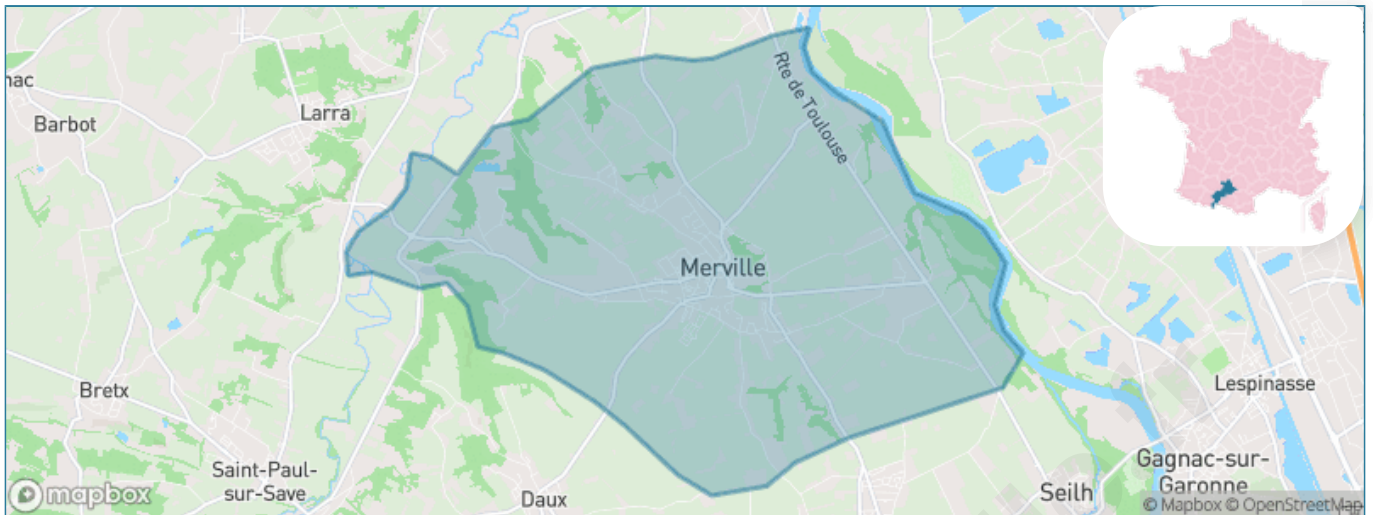 Rte de Toulouse
Larra
Barbot
Merville
Bretx
Lespinasse
Saint-Paul-
sur-Save
Gagnac-sur-
Garonne
Seilh
Daux
mapbox
© Mapbox © OpenStreetMap